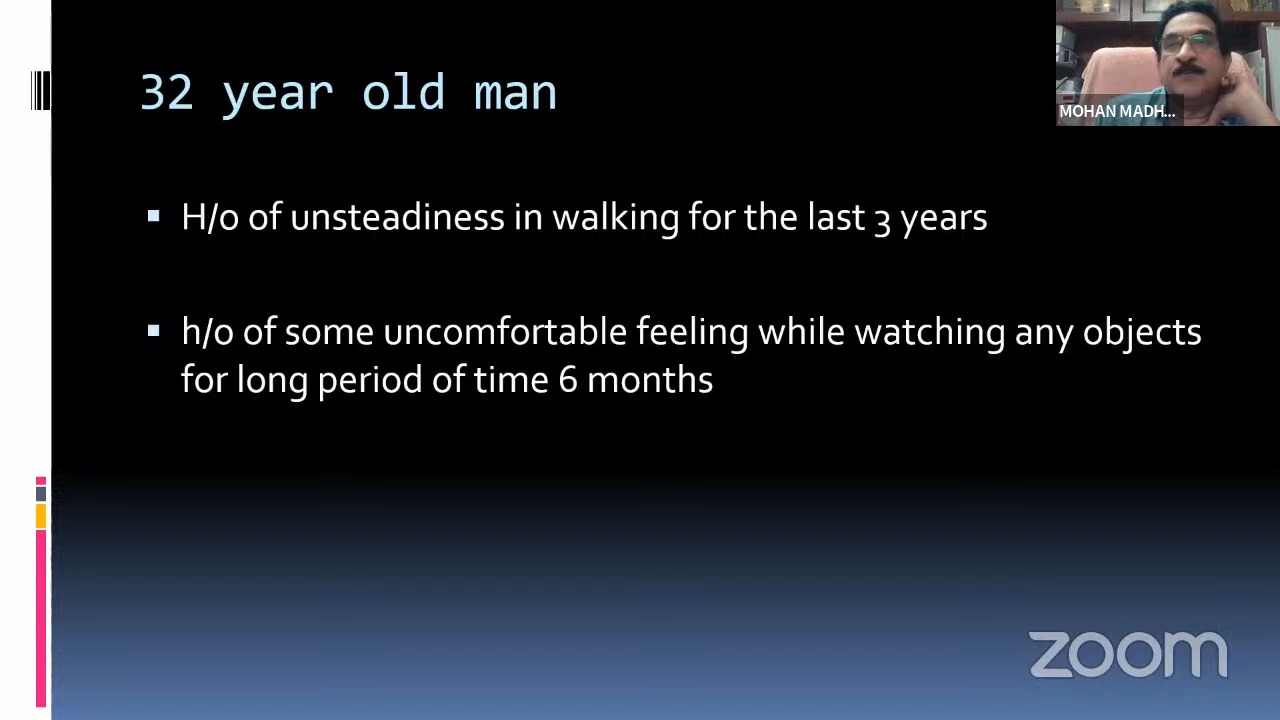 32 year old man
MOHAN MADH...
H/o of unsteadiness in walking for the last 3 years
h/o of some uncomfortable feeling while watching any objects
for long period of time 6 months
zoom